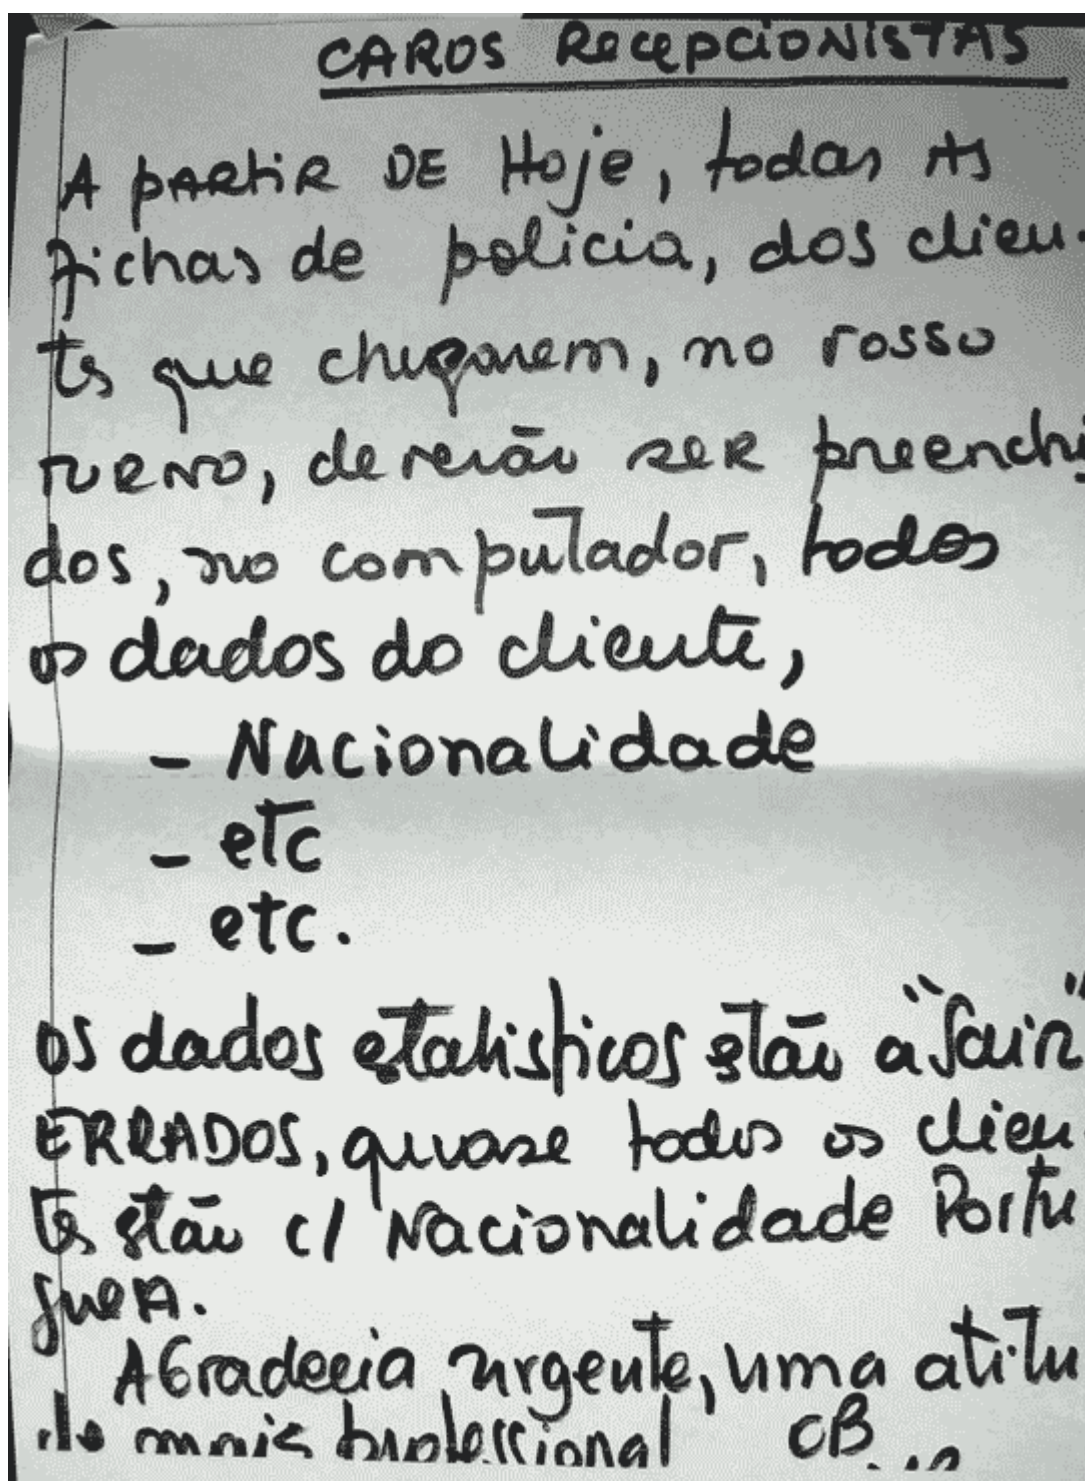 CAROS RecepcionistAS
A pARtiR DE Hoje, todas As
fichas de policia, dos clien-
tes que chegarem, no vosso
turno, deverão ser preenchi
dos, no computador, todos
os dados do cliente,
- Nacionalidade
- etc
- etc.
os dados estatisticos estão a "Sair"
ERRADOS, quase todos os clien-
tes estão c/ Nacionalidade Portu
guesA.
AGradecia urgente, uma atitu
de mais profissional CB